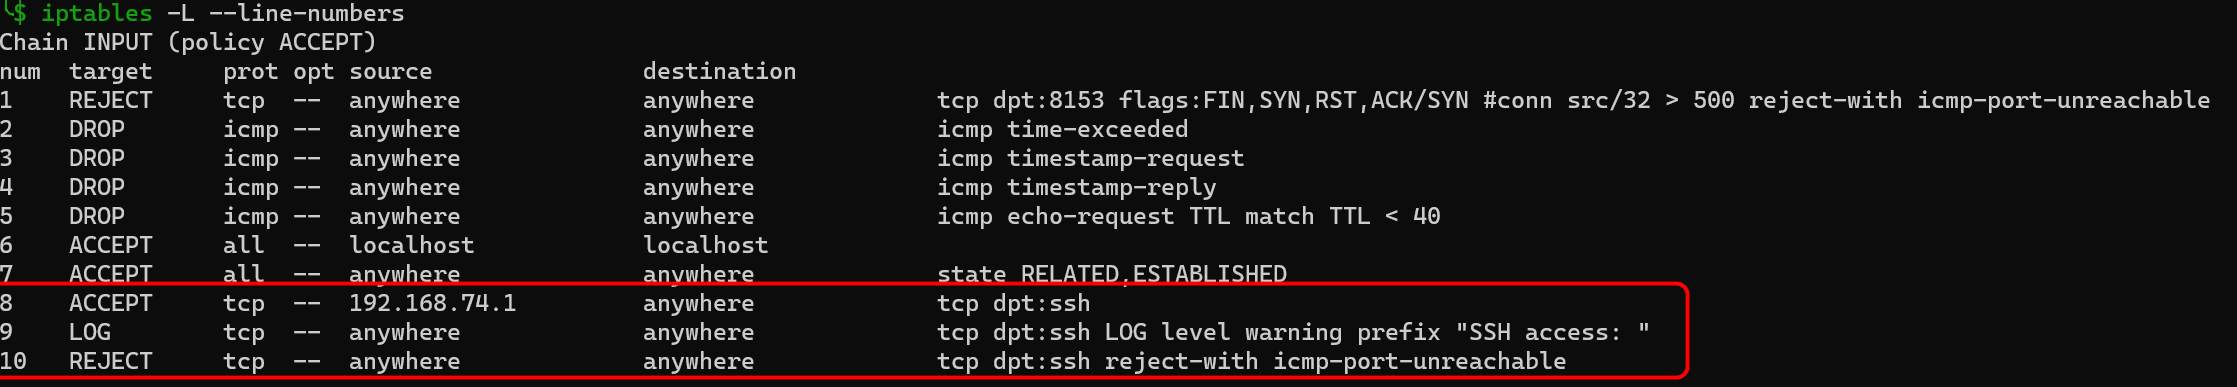 $ iptables -L --line-numbers
Chain INPUT (policy ACCEPT)
num  target     prot opt source               destination
1    REJECT     tcp  --  anywhere             anywhere             tcp dpt:8153 flags:FIN,SYN,RST,ACK/SYN #conn src/32 > 500 reject-with icmp-port-unreachable
2    DROP       icmp --  anywhere             anywhere             icmp time-exceeded
3    DROP       icmp --  anywhere             anywhere             icmp timestamp-request
4    DROP       icmp --  anywhere             anywhere             icmp timestamp-reply
5    DROP       icmp --  anywhere             anywhere             icmp echo-request TTL match TTL < 40
6    ACCEPT     all  --  localhost            localhost
7    ACCEPT     all  --  anywhere             anywhere             state RELATED,ESTABLISHED
8    ACCEPT     tcp  --  192.168.74.1         anywhere             tcp dpt:ssh
9    LOG        tcp  --  anywhere             anywhere             tcp dpt:ssh LOG level warning prefix "SSH access: "
10   REJECT     tcp  --  anywhere             anywhere             tcp dpt:ssh reject-with icmp-port-unreachable